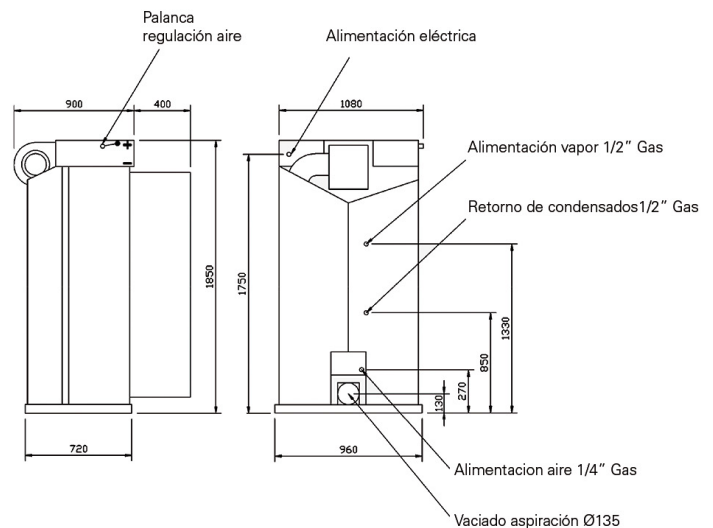 Palanca
regulación aire
Alimentación eléctrica
900
400
1080
+
−
Alimentación vapor 1/2” Gas
Retorno de condensados1/2” Gas
1850
1750
1330
850
270
130
720
960
Alimentacion aire 1/4” Gas
Vaciado aspiración Ø135